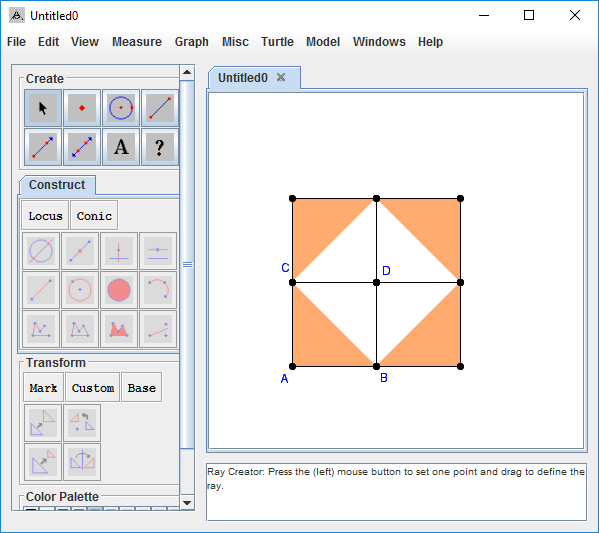 Untitled0
File Edit View Measure Graph Misc Turtle Model Windows Help
Create
A ?
Construct
Locus Conic
Transform
Mark Custom Base
Color Palette
Untitled0
C D
A B
Ray Creator: Press the (left) mouse button to set one point and drag to define the
ray.